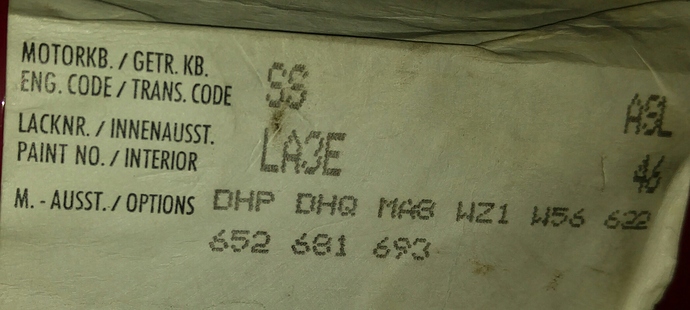 MOTORKB. / GETR. KB.
ENG. CODE / TRANS. CODE SS ASL
LACKNR. / INNENAUSST.
PAINT NO. / INTERIOR LA3E 46
M. - AUSST. / OPTIONS DHP DHQ MA8 WZ1 W56 622
652 681 693